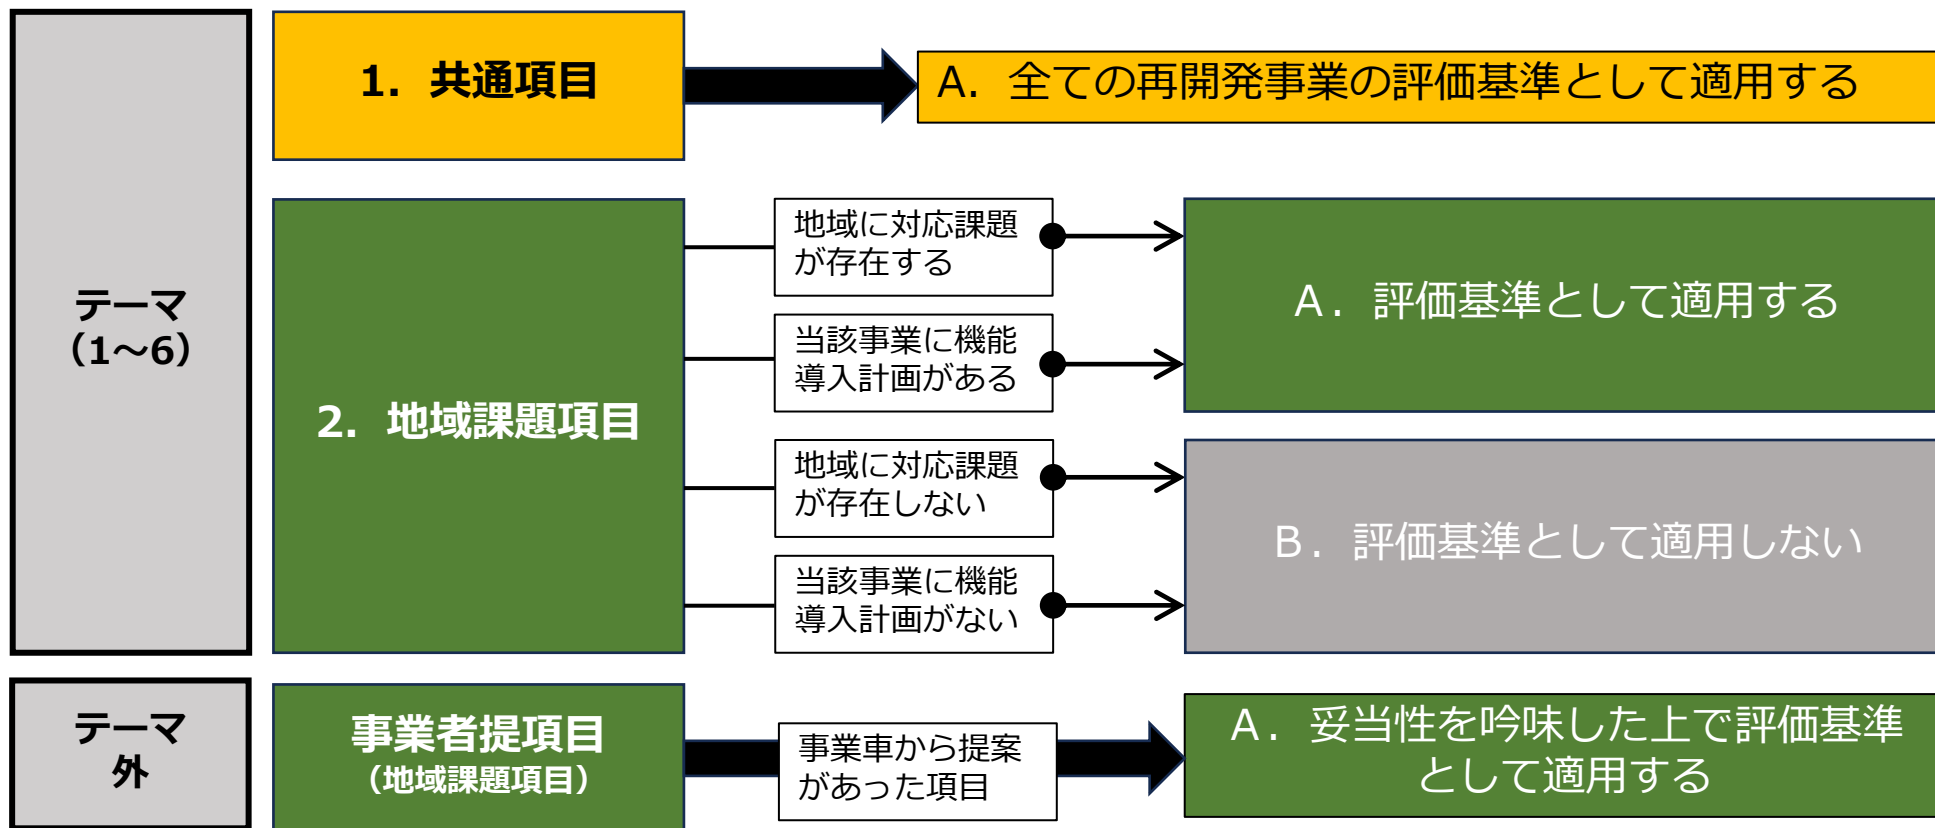 テーマ
（1～6）
1．共通項目
A．全ての再開発事業の評価基準として適用する
2．地域課題項目
地域に対応課題
が存在する
当該事業に機能
導入計画がある
A．評価基準として適用する
地域に対応課題
が存在しない
当該事業に機能
導入計画がない
B．評価基準として適用しない
テーマ
外
事業者提項目
（地域課題項目）
事業車から提案
があった項目
A．妥当性を吟味した上で評価基準
として適用する